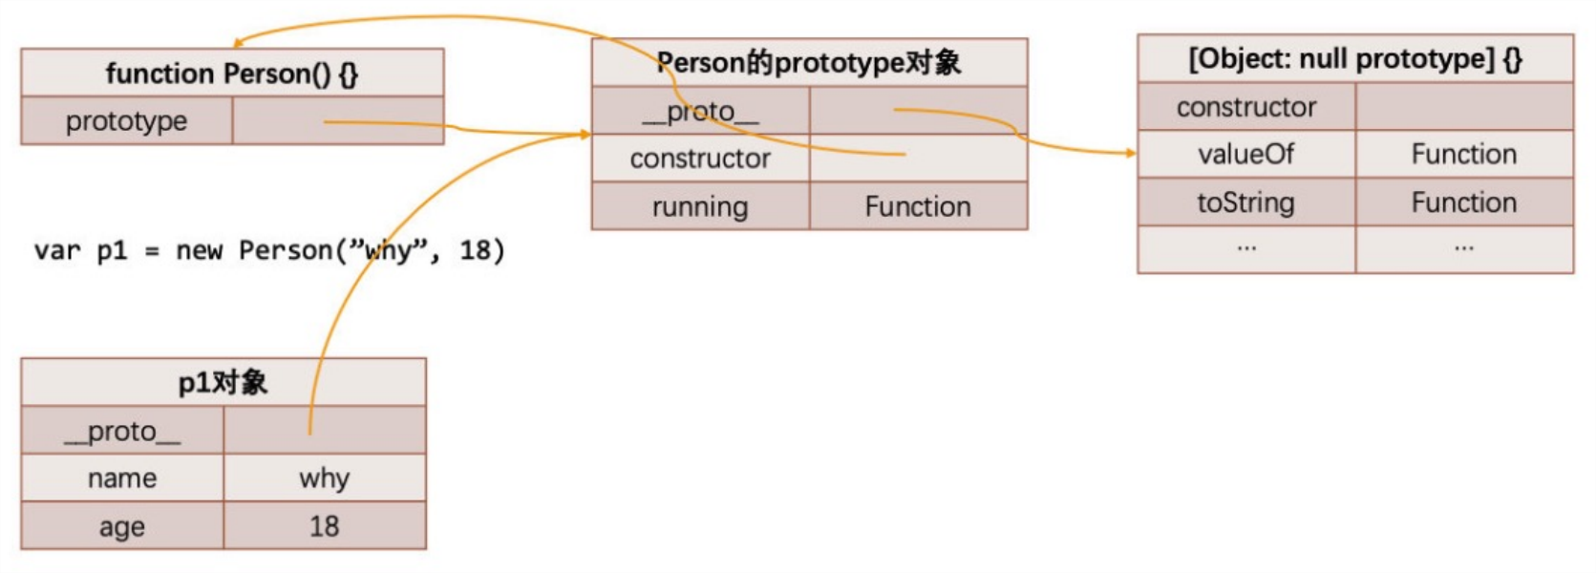 function Person() {}
prototype
var p1 = new Person(”why”, 18)
p1对象
__proto__
name why
age 18
Person的prototype对象
__proto__
constructor
running Function
[Object: null prototype] {}
constructor
valueOf Function
toString Function
... ...